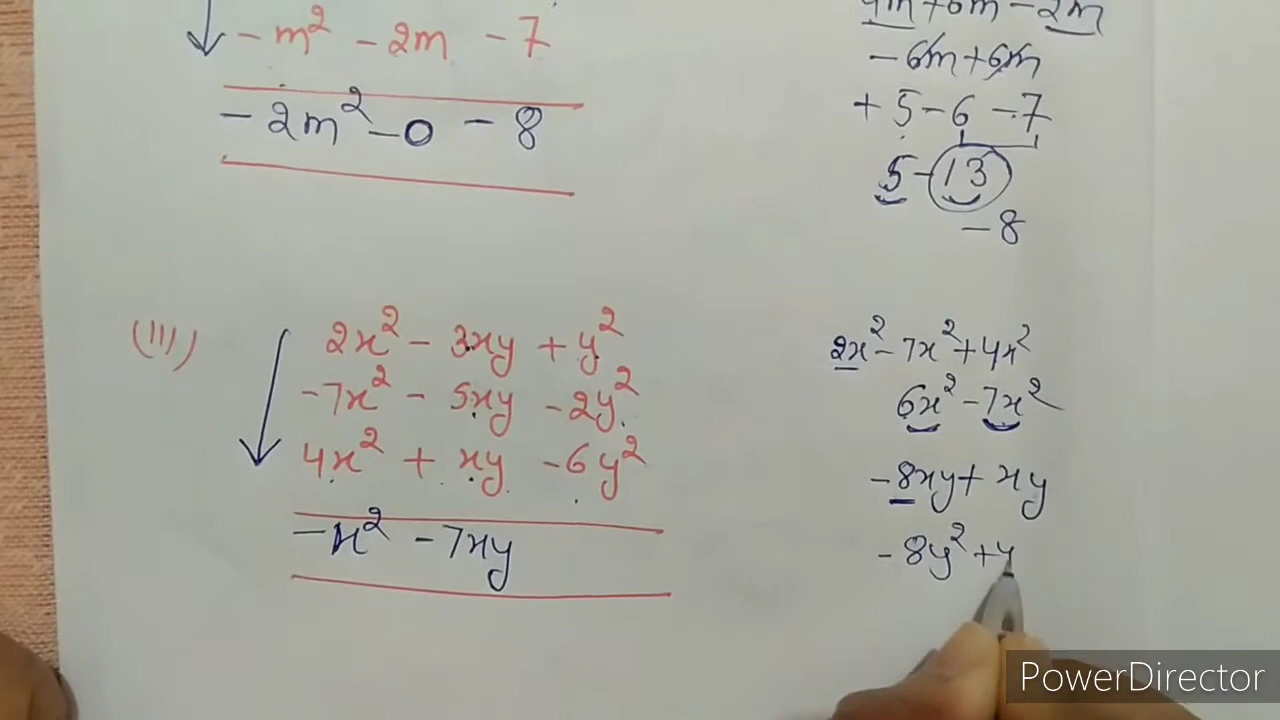 - m² - 2m - 7
- 2m² - 0 - 8
4m + 6m - 2m
- 6m + 6m
+ 5 - 6 - 7
5 - 13
- 8
(III)
2x² - 3xy + y²
-7x² - 5xy - 2y²
4x² + xy - 6y²
-x² - 7xy
2x² - 7x² + 4x²
6x² - 7x²
- 8xy + xy
- 8y² + y
PowerDirector